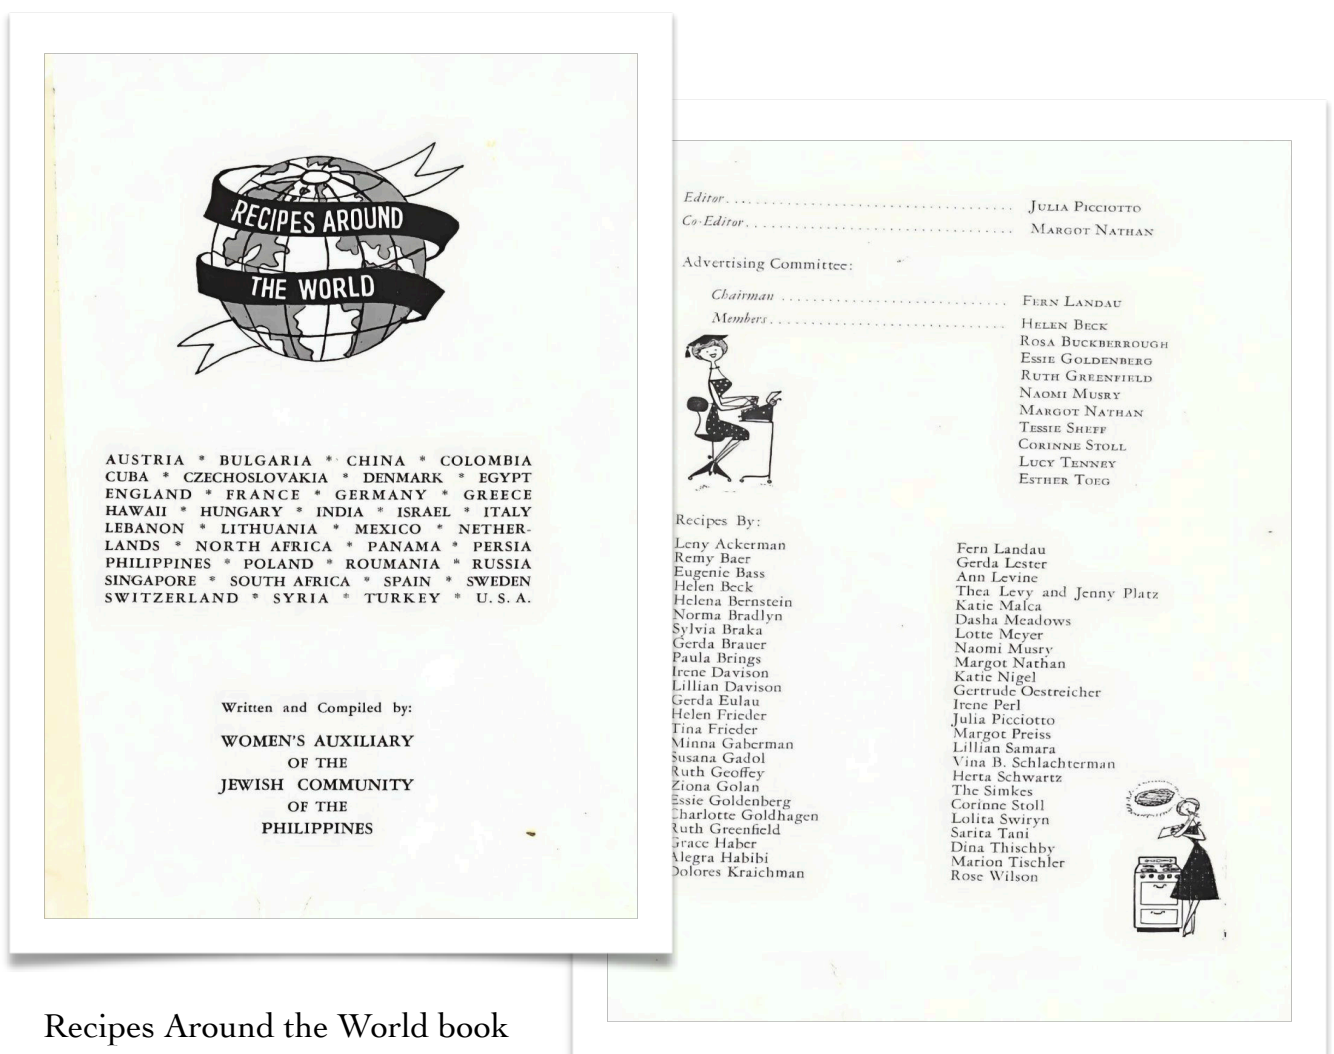 RECIPES AROUND
THE WORLD
AUSTRIA * BULGARIA * CHINA * COLOMBIA
CUBA * CZECHOSLOVAKIA * DENMARK * EGYPT
ENGLAND * FRANCE * GERMANY * GREECE
HAWAII * HUNGARY * INDIA * ISRAEL * ITALY
LEBANON * LITHUANIA * MEXICO * NETHER-
LANDS * NORTH AFRICA * PANAMA * PERSIA
PHILIPPINES * POLAND * ROUMANIA * RUSSIA
SINGAPORE * SOUTH AFRICA * SPAIN * SWEDEN
SWITZERLAND * SYRIA * TURKEY * U. S. A.
Written and Compiled by:
WOMEN'S AUXILIARY
OF THE
JEWISH COMMUNITY
OF THE
PHILIPPINES
Recipes Around the World book
Editor. . . . . . . . . . JULIA PICCIOTTO
Co-Editor. . . . . . . . . . MARGOT NATHAN
Advertising Committee:
Chairman . . . . . . . . . . FERN LANDAU
Members. . . . . . . . . . HELEN BECK
ROSA BUCKBERROUGH
ESSIE GOLDENBERG
RUTH GREENFIELD
NAOMI MUSRY
MARGOT NATHAN
TESSIE SHEFF
CORINNE STOLL
LUCY TENNEY
ESTHER TOEG
Recipes By:
Leny Ackerman
Remy Baer
Eugenie Bass
Helen Beck
Helena Bernstein
Norma Bradlyn
Sylvia Braka
Gerda Brauer
Paula Brings
Irene Davison
Lillian Davison
Gerda Eulau
Helen Frieder
Tina Frieder
Minna Gaberman
Susana Gadol
Ruth Geoffey
Ziona Golan
Essie Goldenberg
Charlotte Goldhagen
Ruth Greenfield
Grace Haber
Alegra Habibi
Dolores Kraichman
Fern Landau
Gerda Lester
Ann Levine
Thea Levy and Jenny Platz
Katie Malca
Dasha Meadows
Lotte Meyer
Naomi Musry
Margot Nathan
Katie Nigel
Gertrude Oestreicher
Irene Perl
Julia Picciotto
Margot Preiss
Lillian Samara
Vina B. Schlachterman
Herta Schwartz
The Simkes
Corinne Stoll
Lolita Swiryn
Sarita Tani
Dina Thischby
Marion Tischler
Rose Wilson